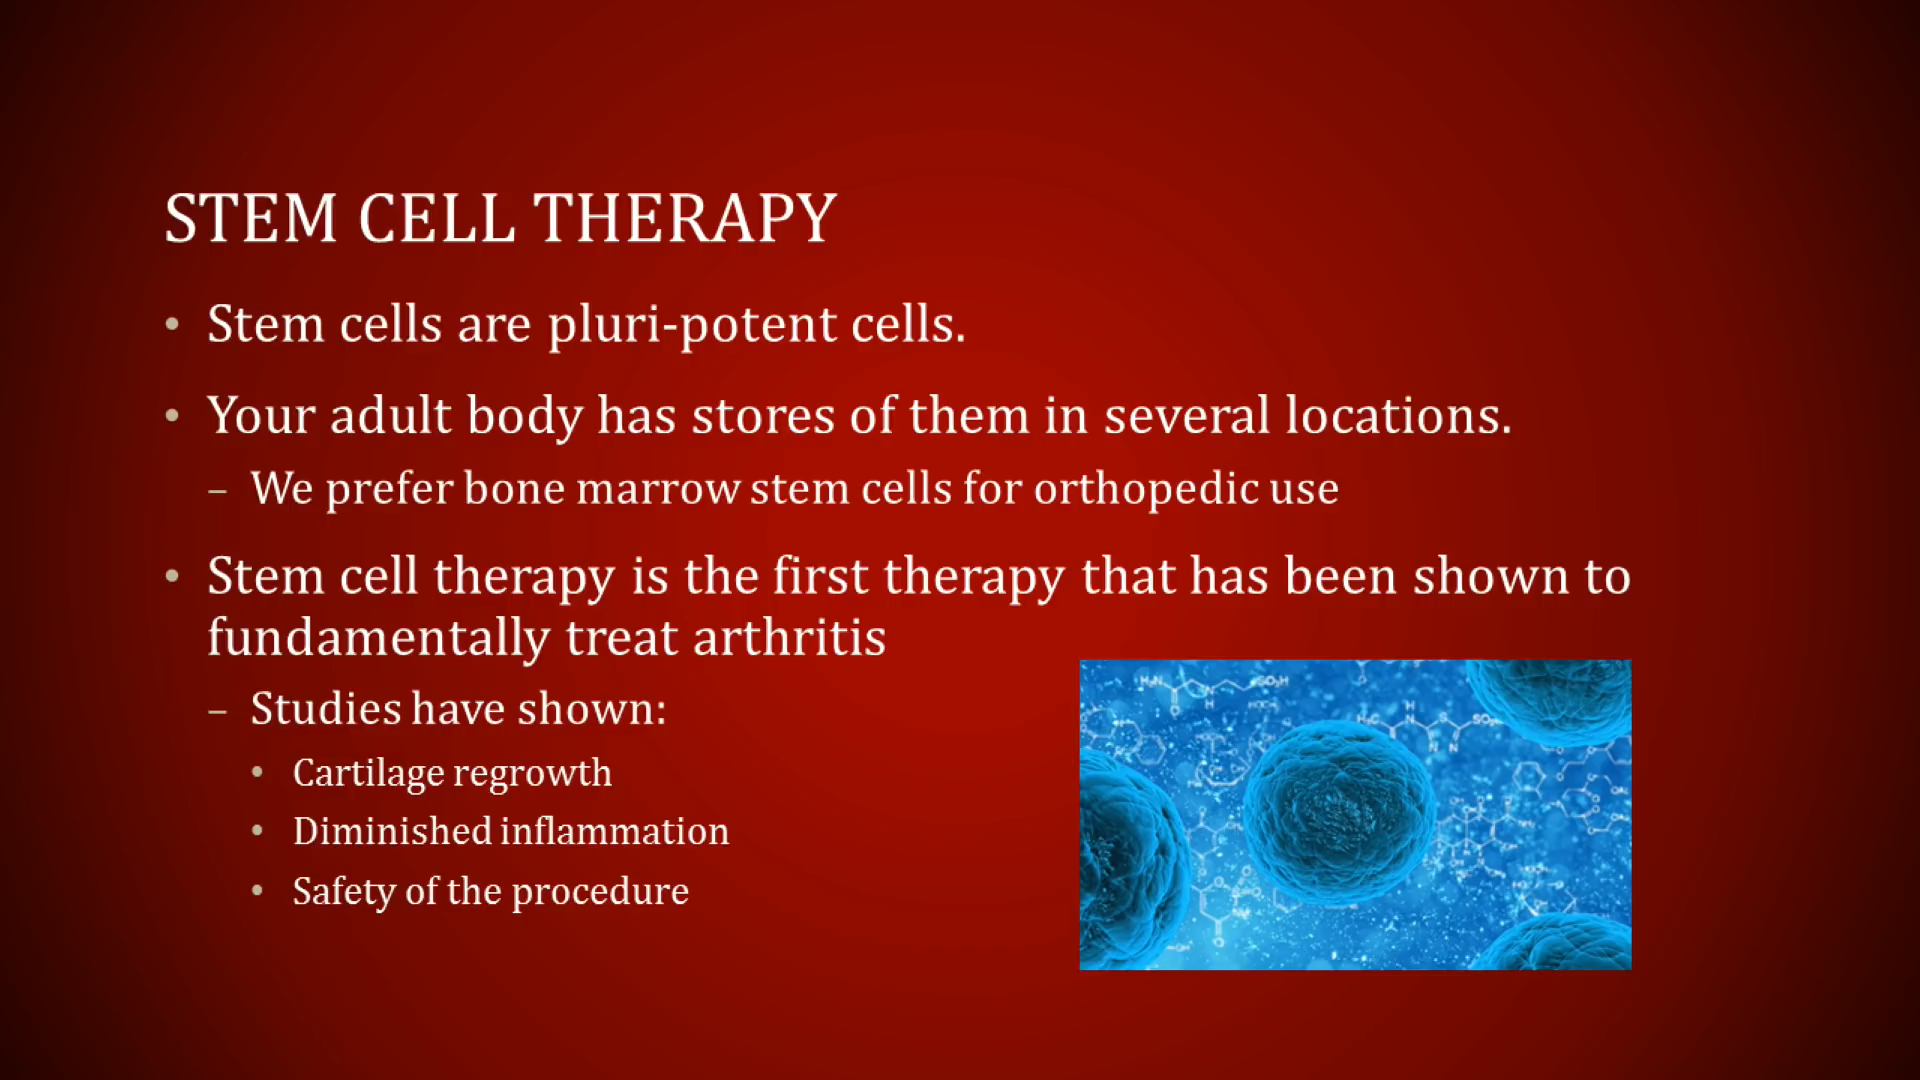 STEM CELL THERAPY
• Stem cells are pluri-potent cells.
• Your adult body has stores of them in several locations.
– We prefer bone marrow stem cells for orthopedic use
• Stem cell therapy is the first therapy that has been shown to
fundamentally treat arthritis
– Studies have shown:
• Cartilage regrowth
• Diminished inflammation
• Safety of the procedure